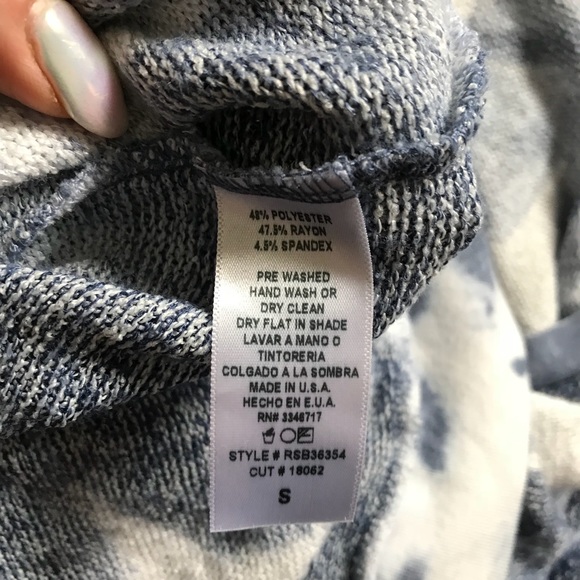 48% POLYESTER
47.5% RAYON
4.5% SPANDEX
PRE WASHED
HAND WASH OR
DRY CLEAN
DRY FLAT IN SHADE
LAVAR A MANO O
TINTORERIA
COLGADO A LA SOMBRA
MADE IN U.S.A.
HECHO EN E.U.A.
RN# 3346717
STYLE # RSB36354
CUT # 18062
S